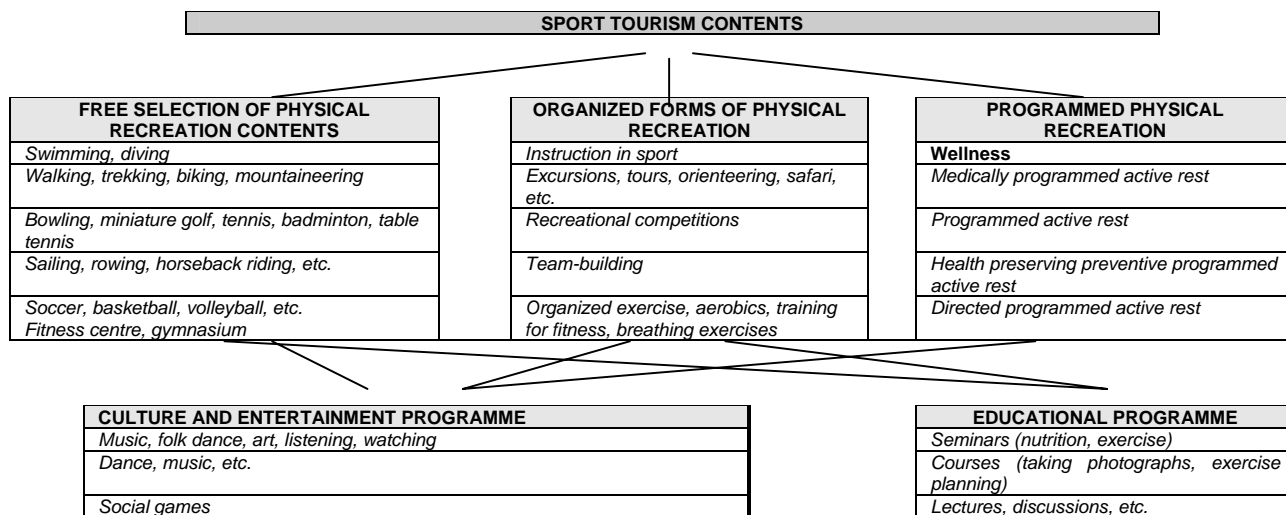 SPORT TOURISM CONTENTS
FREE SELECTION OF PHYSICAL
RECREATION CONTENTS
Swimming, diving
Walking, trekking, biking, mountaineering
Bowling, miniature golf, tennis, badminton, table
tennis
Sailing, rowing, horseback riding, etc.
Soccer, basketball, volleyball, etc.
Fitness centre, gymnasium
ORGANIZED FORMS OF PHYSICAL
RECREATION
Instruction in sport
Excursions, tours, orienteering, safari,
etc.
Recreational competitions
Team-building
Organized exercise, aerobics, training
for fitness, breathing exercises
PROGRAMMED PHYSICAL
RECREATION
Wellness
Medically programmed active rest
Programmed active rest
Health preserving preventive programmed
active rest
Directed programmed active rest
CULTURE AND ENTERTAINMENT PROGRAMME
Music, folk dance, art, listening, watching
Dance, music, etc.
Social games
EDUCATIONAL PROGRAMME
Seminars (nutrition, exercise)
Courses (taking photographs, exercise
planning)
Lectures, discussions, etc.